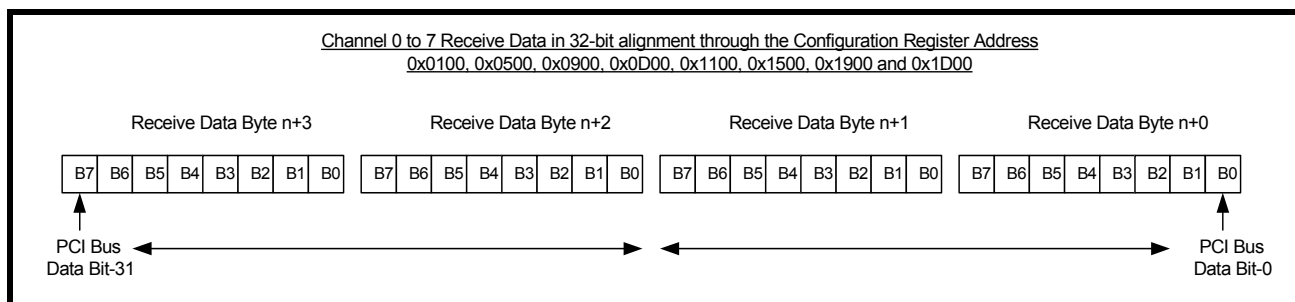 Channel 0 to 7 Receive Data in 32-bit alignment through the Configuration Register Address
0x0100, 0x0500, 0x0900, 0x0D00, 0x1100, 0x1500, 0x1900 and 0x1D00
Receive Data Byte n+3 Receive Data Byte n+2 Receive Data Byte n+1 Receive Data Byte n+0
B7 B6 B5 B4 B3 B2 B1 B0 B7 B6 B5 B4 B3 B2 B1 B0 B7 B6 B5 B4 B3 B2 B1 B0 B7 B6 B5 B4 B3 B2 B1 B0
PCI Bus PCI Bus
Data Bit-31 Data Bit-0